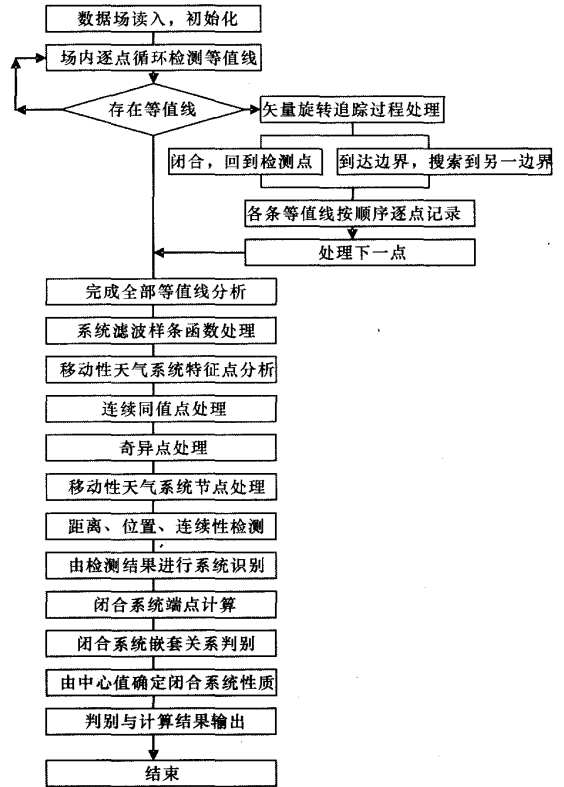 数据场读入，初始化
场内逐点循环检测等值线
存在等值线
矢量旋转追踪过程处理
闭合，回到检测点
到达边界，搜索到另一边界
各条等值线按顺序逐点记录
处理下一点
完成全部等值线分析
系统滤波样条函数处理
移动性天气系统特征点分析
连续同值点处理
奇异点处理
移动性天气系统节点处理
距离、位置、连续性检测
由检测结果进行系统识别
闭合系统端点计算
闭合系统嵌套关系判别
由中心值确定闭合系统性质
判别与计算结果输出
结束